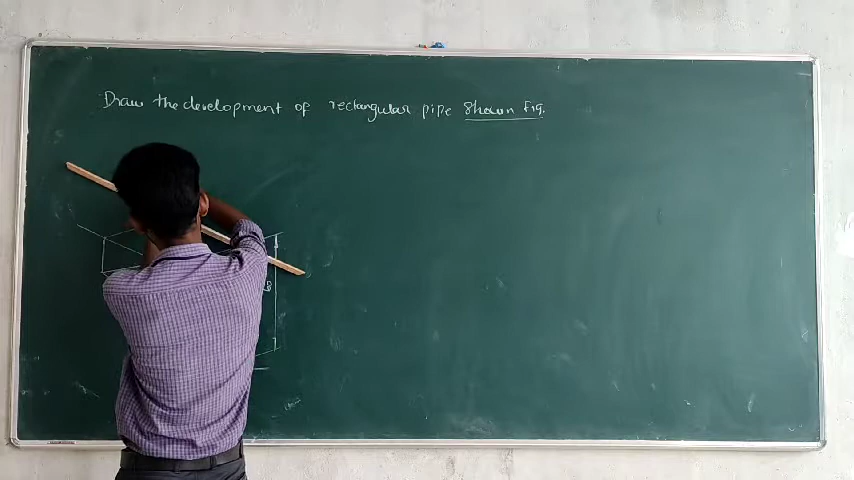 Draw the development of rectangular pipe shown Fig.
B